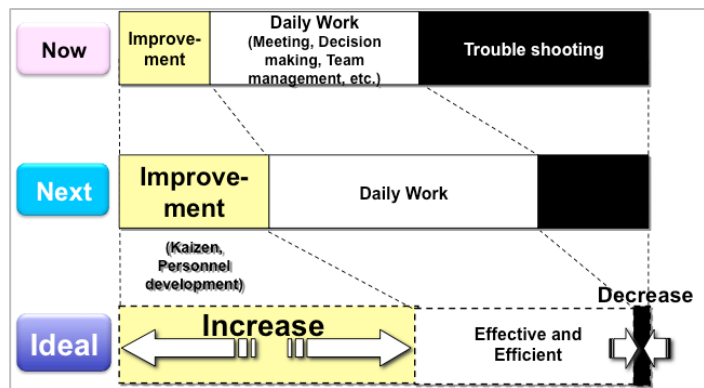 Now
Improve-
ment
Daily Work
(Meeting, Decision
making, Team
management, etc.)
Trouble shooting
Next
Improve-
ment
Daily Work
(Kaizen,
Personnel
development)
Decrease
Ideal
Increase
Effective and
Efficient